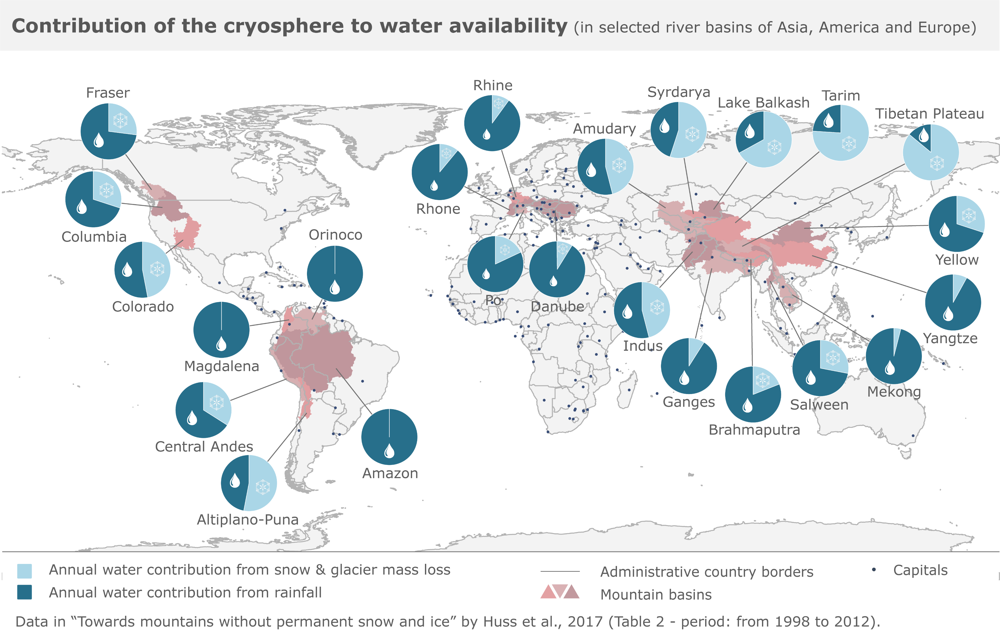 Contribution of the cryosphere to water availability (in selected river basins of Asia, America and Europe)
Rhine
Fraser
Syrdarya
Lake Balkash
Tarim
Tibetan Plateau
Amudary
Rhone
Columbia
Orinoco
Yellow
Colorado
Po
Danube
Indus
Yangtze
Magdalena
Ganges
Mekong
Salween
Brahmaputra
Central Andes
Amazon
Altiplano-Puna
Annual water contribution from snow & glacier mass loss
Annual water contribution from rainfall
Administrative country borders
Mountain basins
Capitals
Data in “Towards mountains without permanent snow and ice” by Huss et al., 2017 (Table 2 - period: from 1998 to 2012).